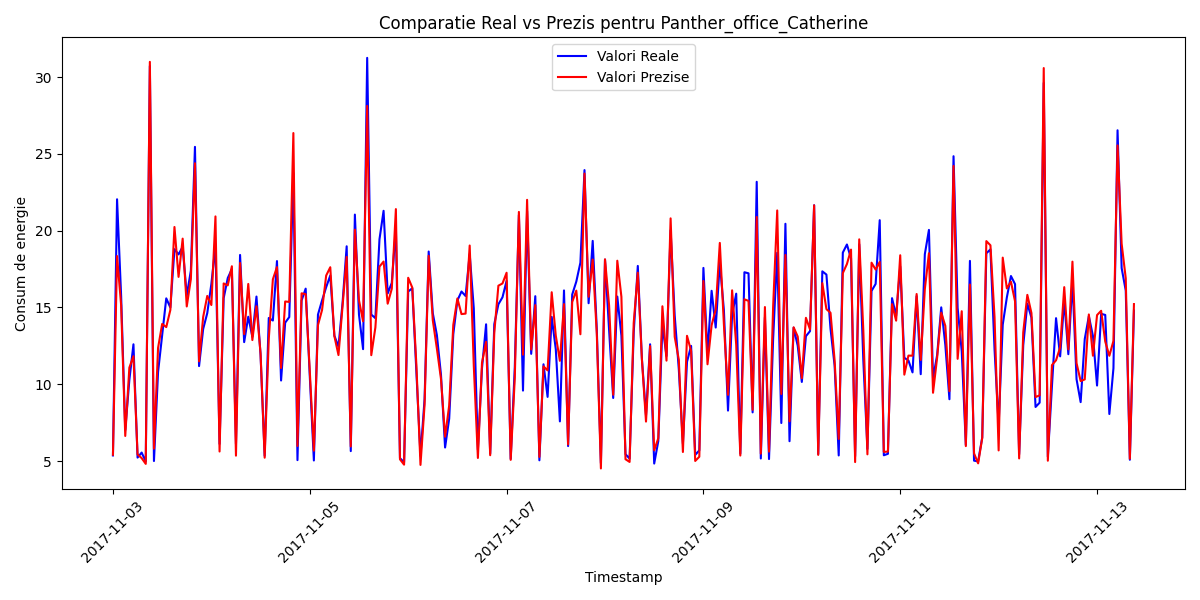 Comparatie Real vs Prezis pentru Panther_office_Catherine
Valori Reale
Valori Prezise
Consum de energie
30
25
20
15
10
5
2017-11-03
2017-11-05
2017-11-07
2017-11-09
2017-11-11
2017-11-13
Timestamp